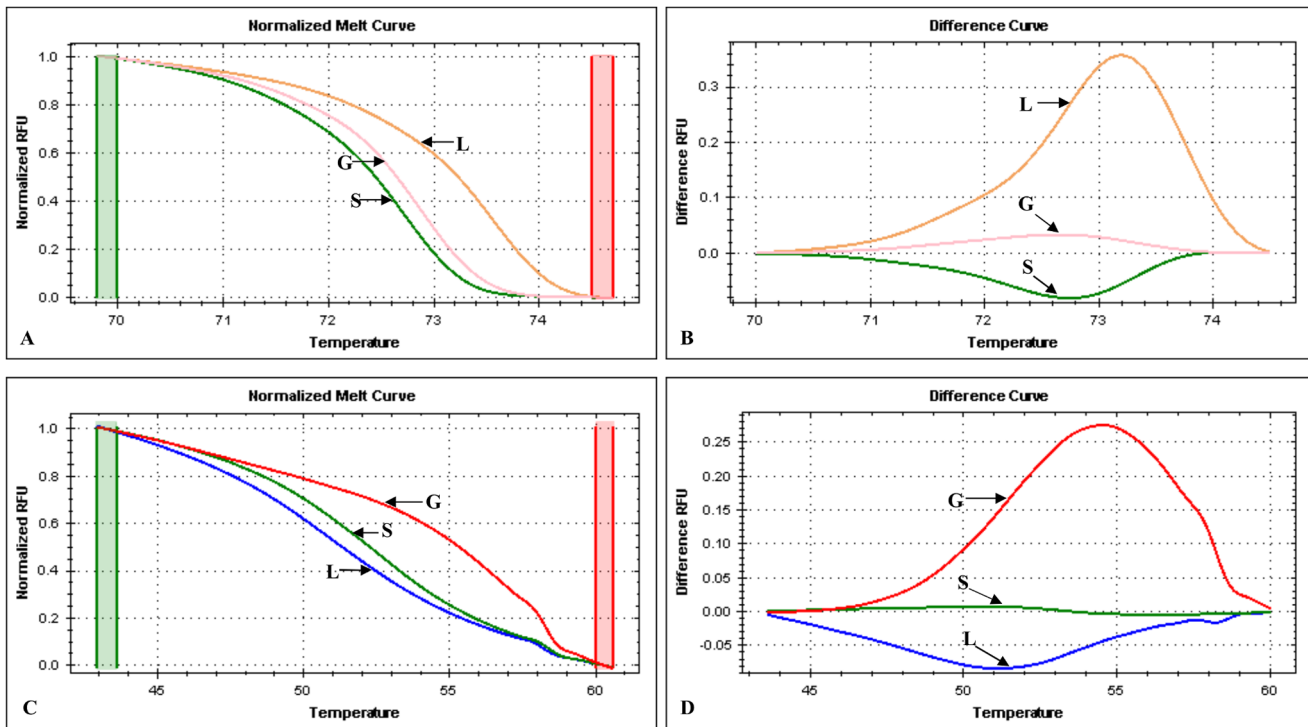 Normalized Melt Curve
Normalized RFU
1.0
0.8
0.6
0.4
0.2
0.0
L
G
S
70 71 72 73 74
Temperature
A
Difference Curve
Difference RFU
0.3
0.2
0.1
0.0
L
G
S
70 71 72 73 74
Temperature
B
Normalized Melt Curve
Normalized RFU
1.0
0.8
0.6
0.4
0.2
0.0
G
S
L
45 50 55 60
Temperature
C
Difference Curve
Difference RFU
0.25
0.20
0.15
0.10
0.05
0.00
-0.05
G
S
L
45 50 55 60
Temperature
D